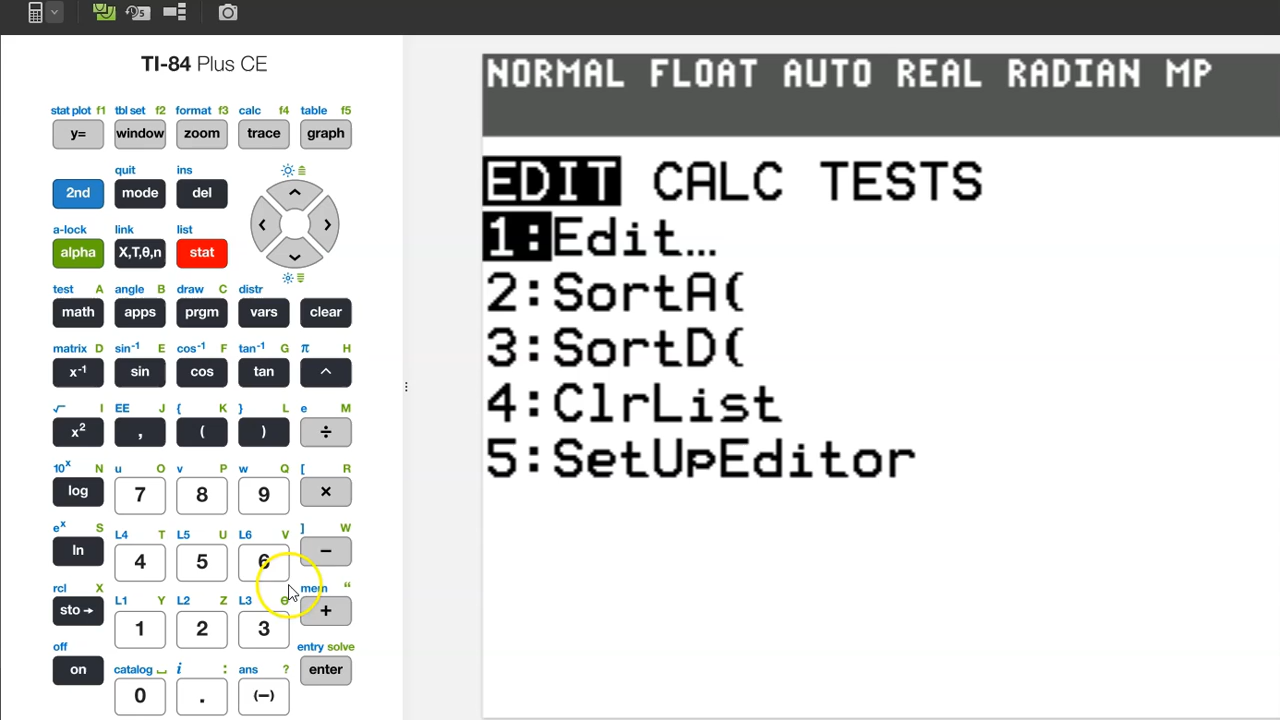 TI-84 Plus CE
stat plot f1 tbl set f2 format f3 calc f4 table f5
y= window zoom trace graph
quit ins
2nd mode del
a-lock link list
alpha X,T,θ,n stat
test A angle B draw C distr
math apps prgm vars clear
matrix D sin-1 E cos-1 F tan-1 G π H
x-1 sin cos tan ^
√ I EE J { K } L e M
x2 , ( ) ÷
10x N u O v P w Q [ R
log 7 8 9 ×
ex S L4 T L5 U L6 V ] W
ln 4 5 6 −
rcl X L1 Y L2 Z L3 θ mem “
sto→ 1 2 3 +
off entry solve
on enter
catalog ⎵ i : ans ?
0 . (−)
NORMAL FLOAT AUTO REAL RADIAN MP
EDIT CALC TESTS
1:Edit…
2:SortA(
3:SortD(
4:ClrList
5:SetUpEditor